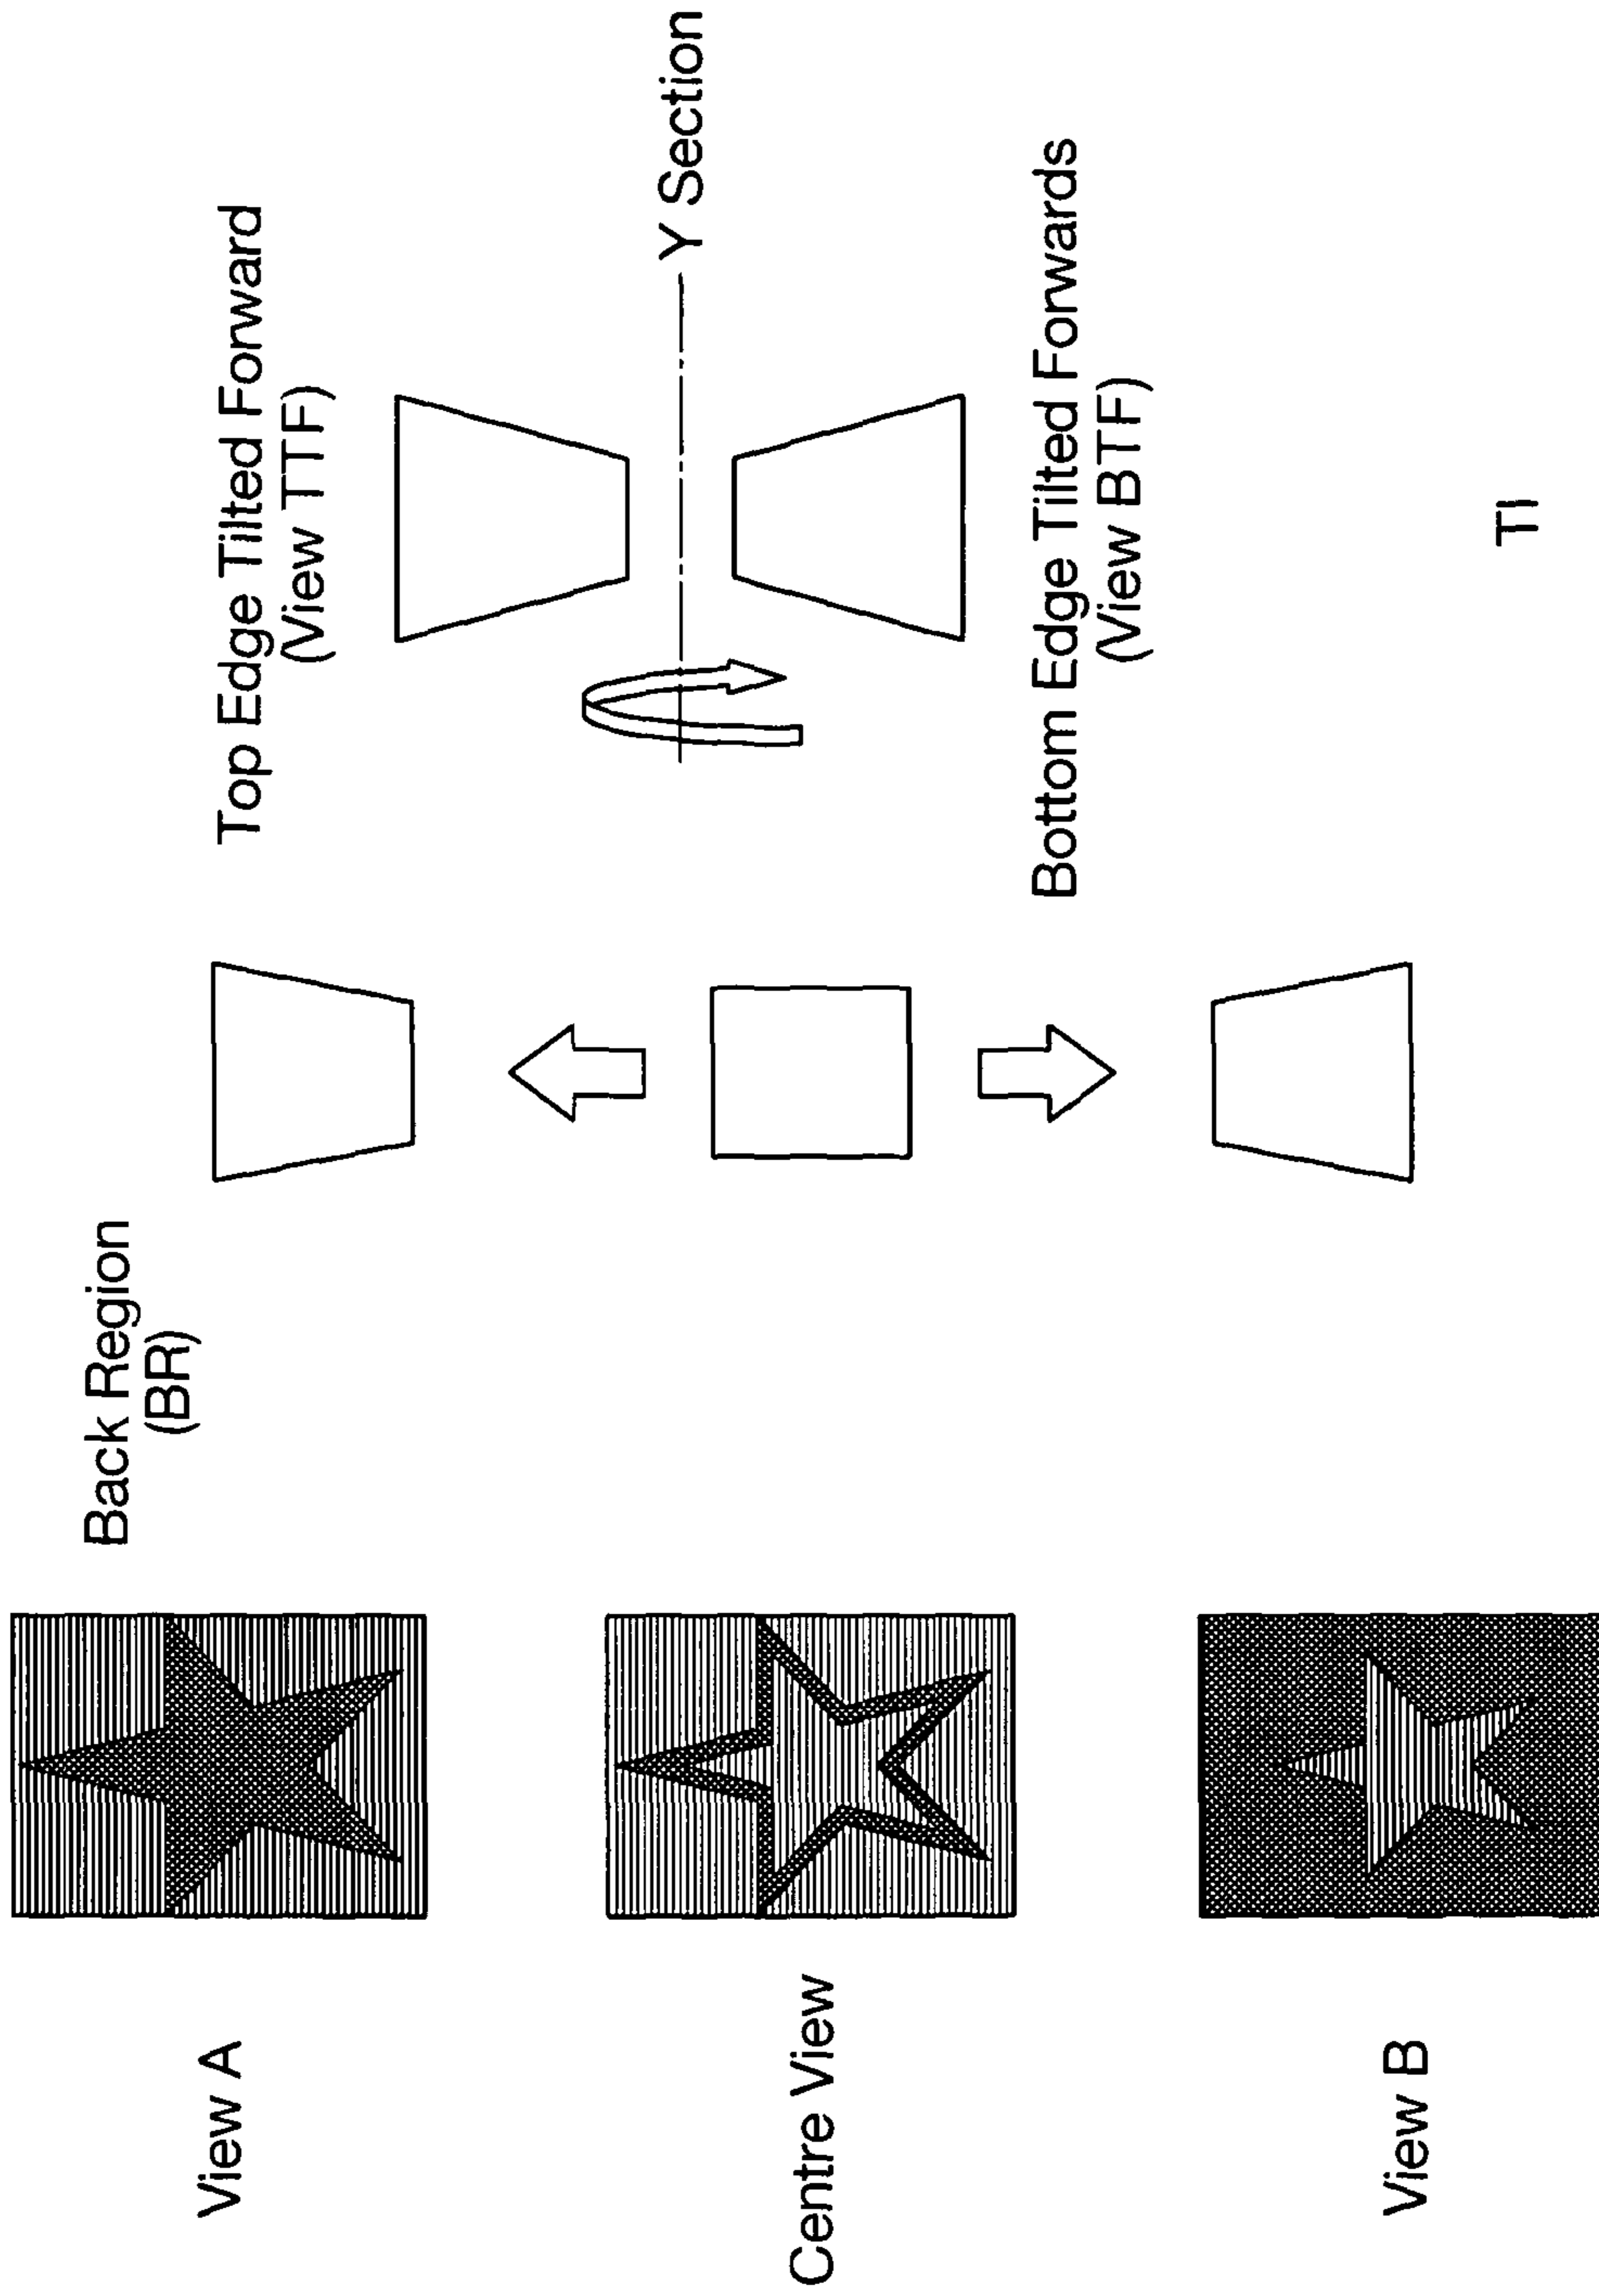 Back Region
(BR)
View A
Top Edge Tilted Forward
(View TTF)
Y Section
Centre View
Bottom Edge Tilted Forwards
(View BTF)
View B
TI